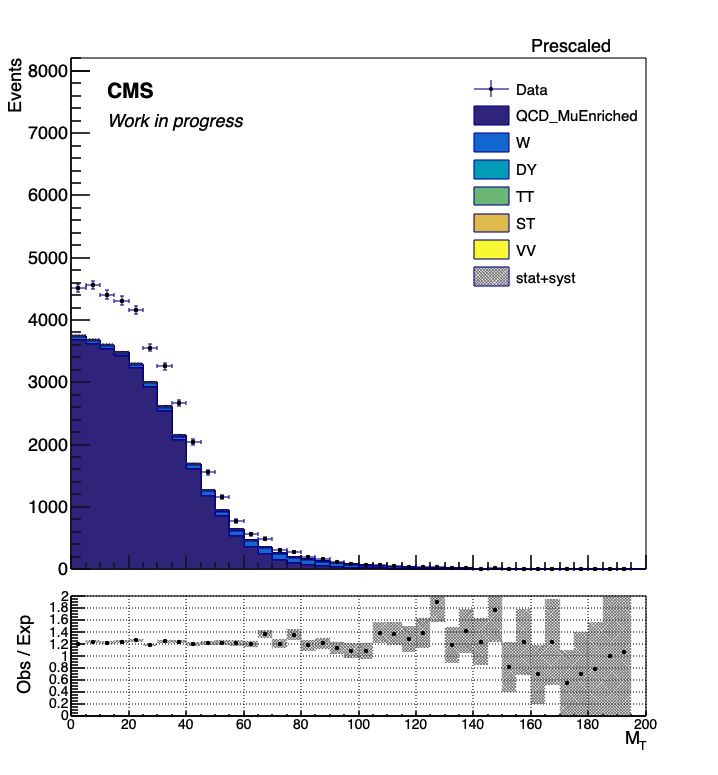 Prescaled
Events
8000
7000
6000
5000
4000
3000
2000
1000
0
CMS
Work in progress
Data
QCD_MuEnriched
W
DY
TT
ST
VV
stat+syst
Obs / Exp
2
1.8
1.6
1.4
1.2
1
0.8
0.6
0.4
0.2
0
0 20 40 60 80 100 120 140 160 180 200
M_T